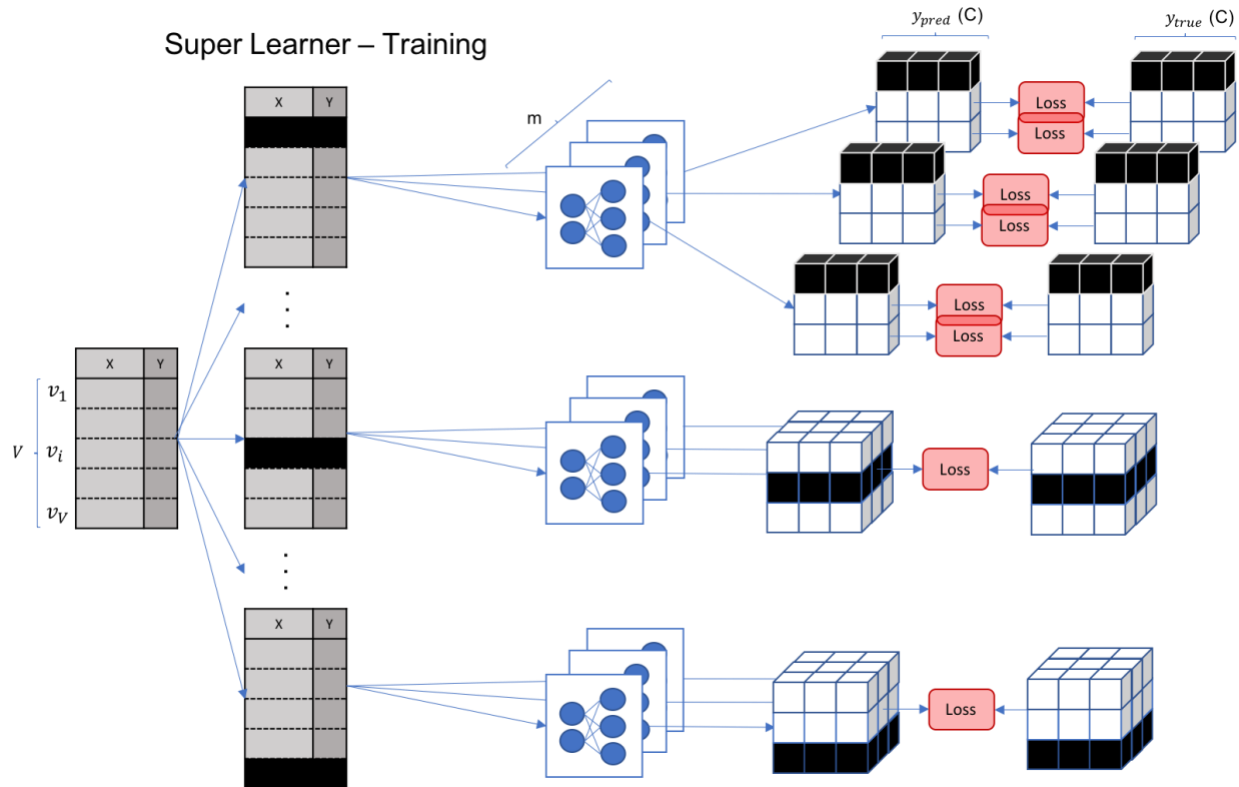 y_pred (C)
y_true (C)
Super Learner – Training
X Y
m
Loss
Loss
Loss
Loss
Loss
Loss
⋮
X Y
X Y
v_1
V v_i
v_V
Loss
⋮
X Y
Loss